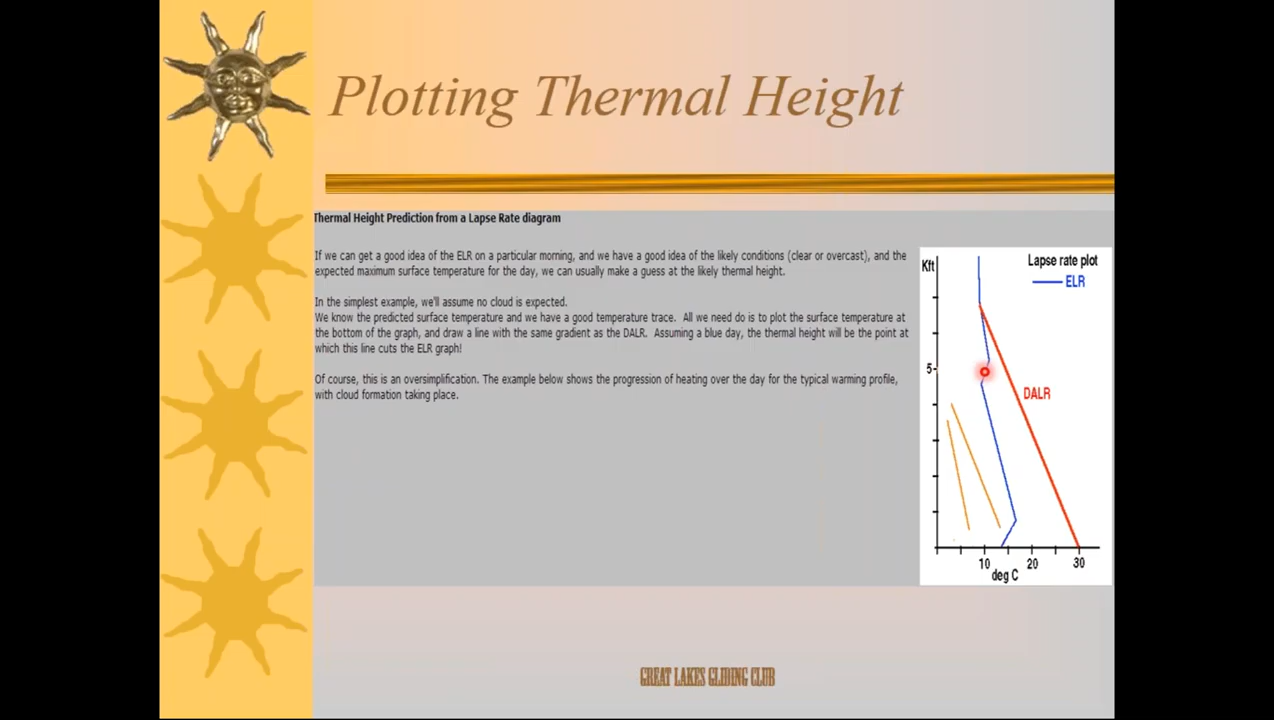 Plotting Thermal Height
Thermal Height Prediction from a Lapse Rate diagram
If we can get a good idea of the ELR on a particular morning, and we have a good idea of the likely conditions (clear or overcast), and the
expected maximum surface temperature for the day, we can usually make a guess at the likely thermal height.
In the simplest example, we'll assume no cloud is expected.
We know the predicted surface temperature and we have a good temperature trace. All we need do is to plot the surface temperature at
the bottom of the graph, and draw a line with the same gradient as the DALR. Assuming a blue day, the thermal height will be the point at
which this line cuts the ELR graph!
Of course, this is an oversimplification. The example below shows the progression of heating over the day for the typical warming profile,
with cloud formation taking place.
Kft
Lapse rate plot
ELR
5
DALR
10 20 30
deg C
GREAT LAKES GLIDING CLUB